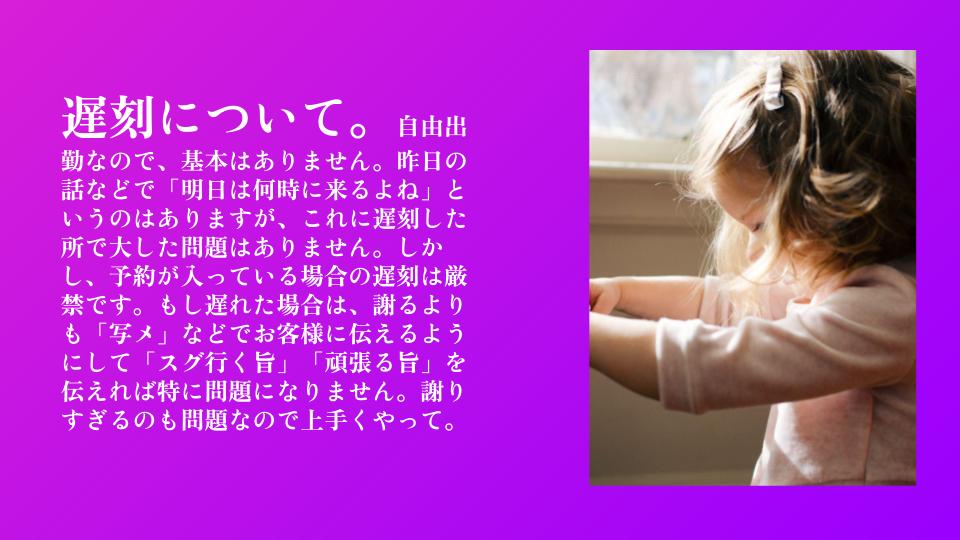 遅刻について。 自由出
勤なので、基本はありません。昨日の
話などで「明日は何時に来るよね」と
いうのはありますが、これに遅刻した
所で大した問題はありません。しか
し、予約が入っている場合の遅刻は厳
禁です。もし遅れた場合は、謝るより
も「写メ」などでお客様に伝えるよう
にして「スグ行く旨」「頑張る旨」を
伝えれば特に問題になりません。謝り
すぎるのも問題なので上手くやって。